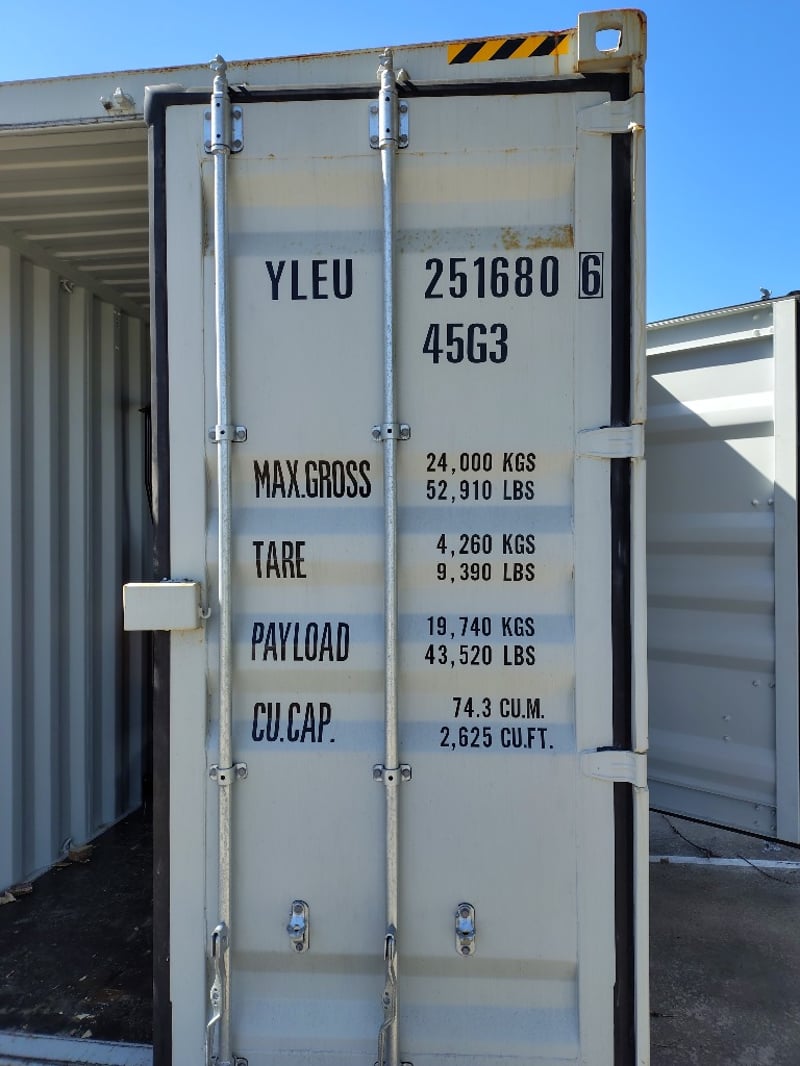 YLEU 251680 6
45G3
MAX.GROSS 24,000 KGS
52,910 LBS
TARE 4,260 KGS
9,390 LBS
PAYLOAD 19,740 KGS
43,520 LBS
CU.CAP. 74.3 CU.M.
2,625 CU.FT.